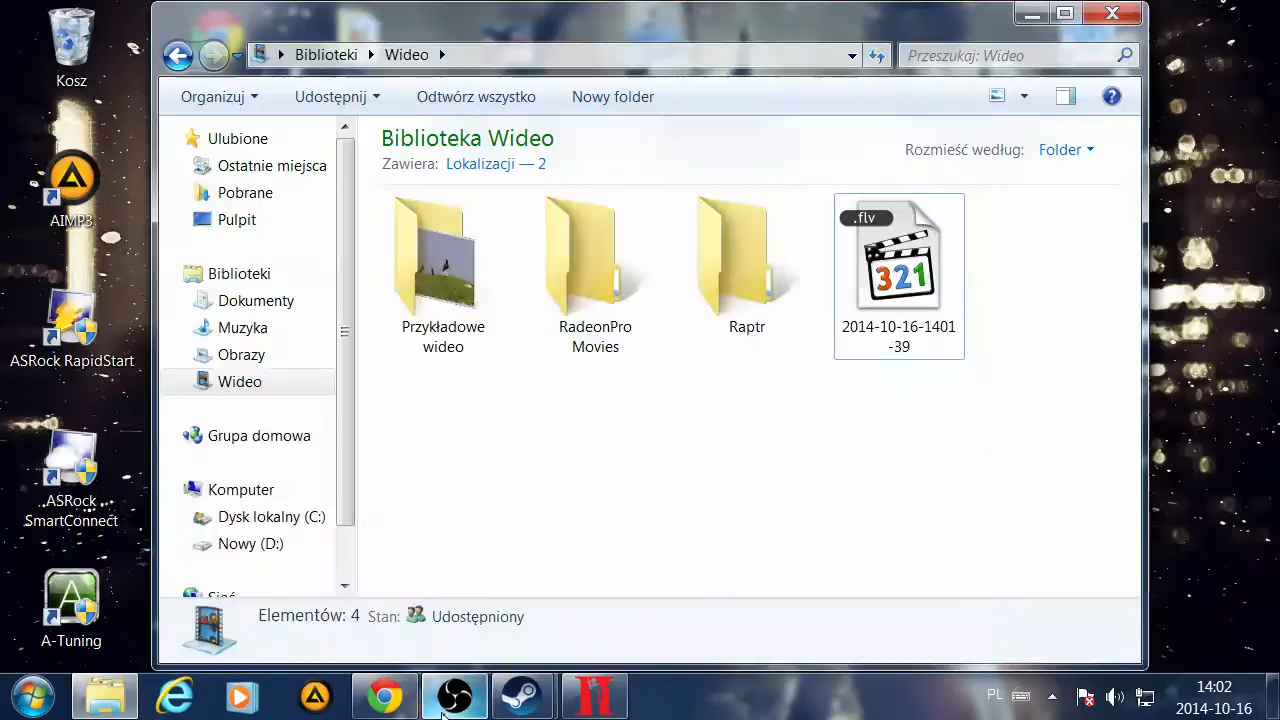 Kosz
AIMP3
ASRock RapidStart
ASRock
SmartConnect
A-Tuning
Biblioteki
Wideo
Przeszukaj: Wideo
Organizuj
Udostępnij
Odtwórz wszystko
Nowy folder
Ulubione
Ostatnie miejsca
Pobrane
Pulpit
Biblioteki
Dokumenty
Muzyka
Obrazy
Wideo
Grupa domowa
Komputer
Dysk lokalny (C:)
Nowy (D:)
Sieć
Biblioteka Wideo
Zawiera: Lokalizacji — 2
Rozmieść według: Folder
Przykładowe
wideo
RadeonPro
Movies
Raptr
.flv
321
2014-10-16-1401
-39
Elementów: 4 Stan: Udostępniony
PL
14:02
2014-10-16